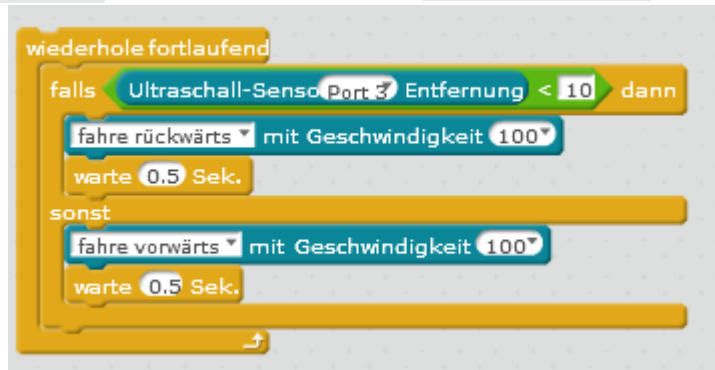 wiederhole fortlaufend
falls Ultraschall-Senso Port 3 Entfernung < 10 dann
fahre rückwärts mit Geschwindigkeit 100
warte 0.5 Sek.
sonst
fahre vorwärts mit Geschwindigkeit 100
warte 0.5 Sek.